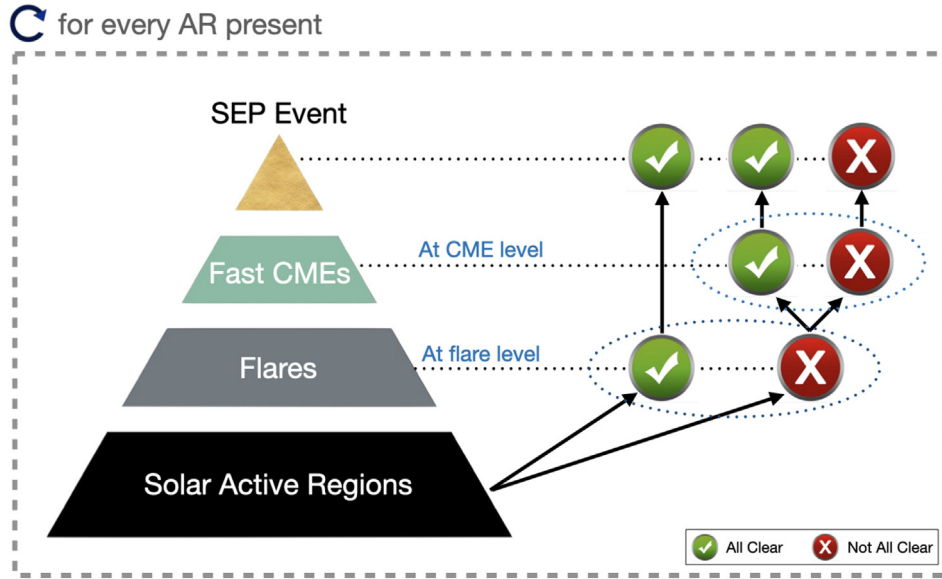 for every AR present
SEP Event
At CME level
Fast CMEs
At flare level
Flares
Solar Active Regions
All Clear
Not All Clear